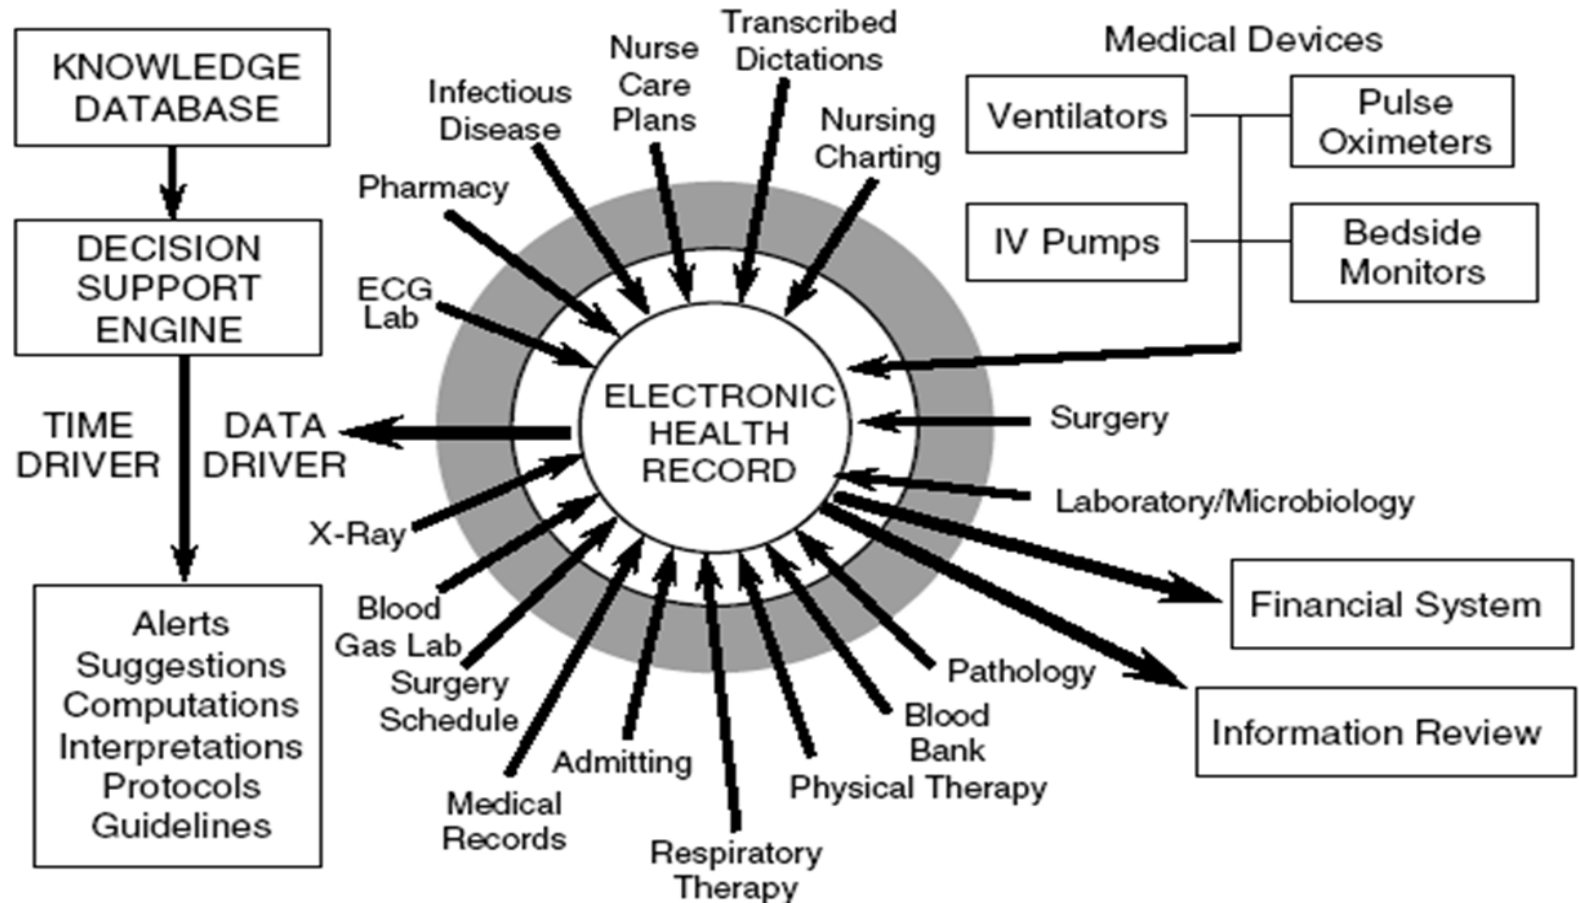 KNOWLEDGE
DATABASE
DECISION
SUPPORT
ENGINE
TIME
DRIVER
DATA
DRIVER
Alerts
Suggestions
Computations
Interpretations
Protocols
Guidelines
ECG
Lab
Pharmacy
Infectious
Disease
Nurse
Care
Plans
Transcribed
Dictations
Nursing
Charting
Medical Devices
Ventilators
Pulse
Oximeters
IV Pumps
Bedside
Monitors
ELECTRONIC
HEALTH
RECORD
Surgery
Laboratory/Microbiology
Financial System
Information Review
Pathology
Blood
Bank
Physical Therapy
Respiratory
Therapy
Admitting
Medical
Records
Surgery
Schedule
Blood
Gas Lab
X-Ray